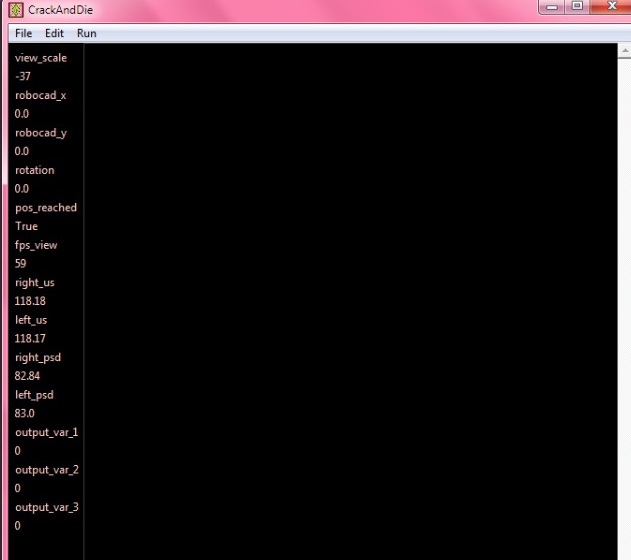 CrackAndDie
File Edit Run
view_scale
-37
robocad_x
0.0
robocad_y
0.0
rotation
0.0
pos_reached
True
fps_view
59
right_us
118.18
left_us
118.17
right_psd
82.84
left_psd
83.0
output_var_1
0
output_var_2
0
output_var_3
0